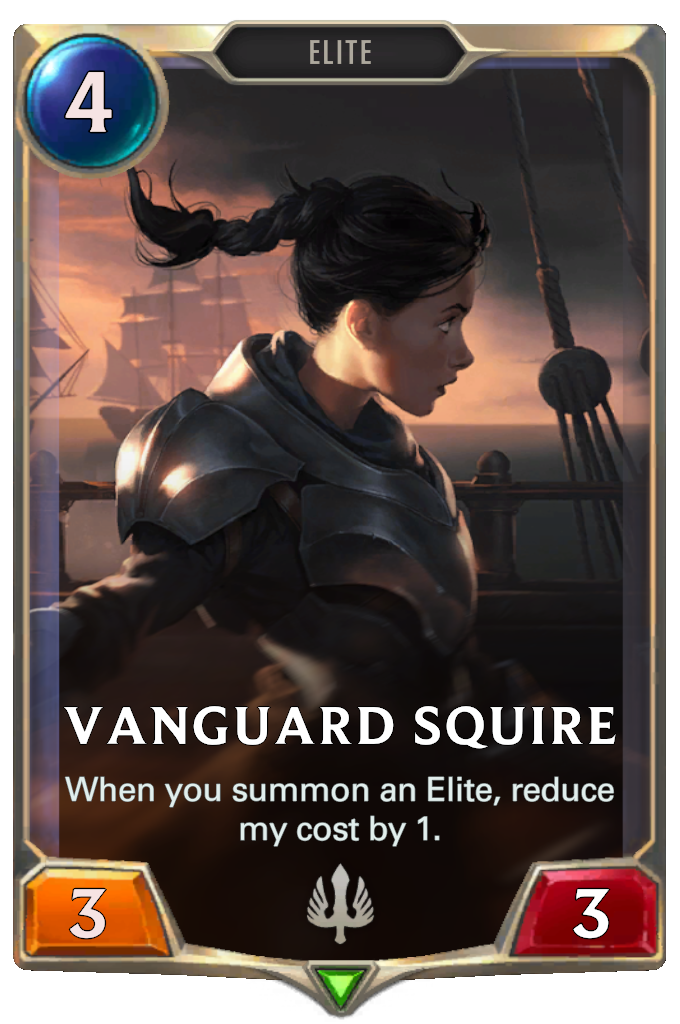 ELITE
4
VANGUARD SQUIRE
When you summon an Elite, reduce
my cost by 1.
3
3